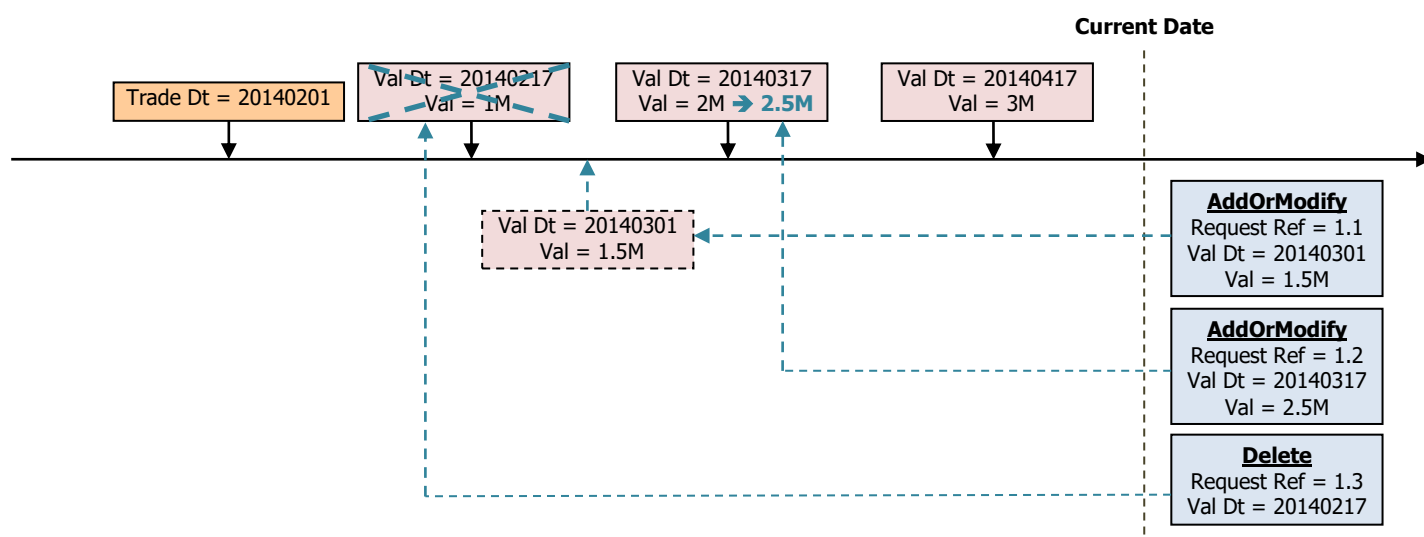 Current Date
Trade Dt = 20140201
Val Dt = 20140217
Val = 1M
Val Dt = 20140317
Val = 2M ➔ 2.5M
Val Dt = 20140417
Val = 3M
Val Dt = 20140301
Val = 1.5M
AddOrModify
Request Ref = 1.1
Val Dt = 20140301
Val = 1.5M
AddOrModify
Request Ref = 1.2
Val Dt = 20140317
Val = 2.5M
Delete
Request Ref = 1.3
Val Dt = 20140217